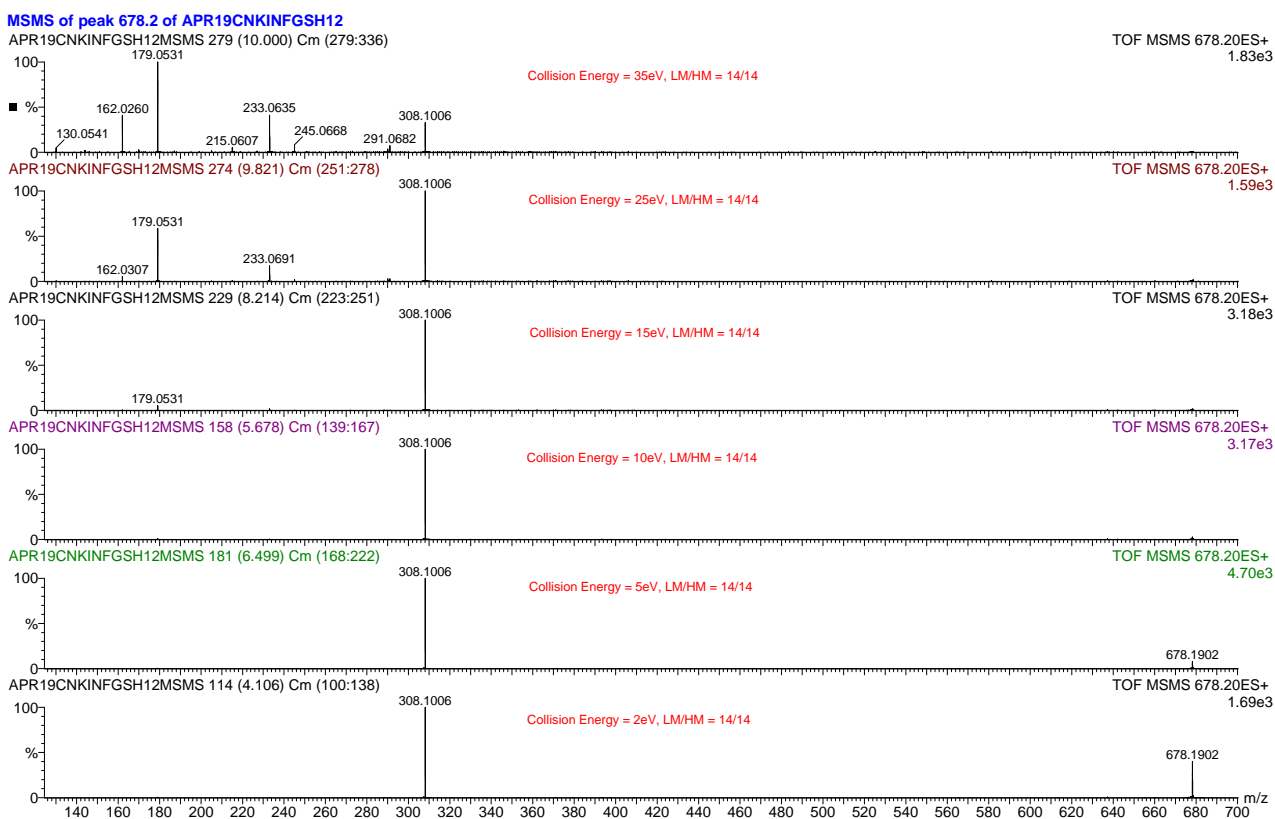 MSMS of peak 678.2 of APR19CNKINFGSH12
APR19CNKINFGSH12MSMS 279 (10.000) Cm (279:336)
TOF MSMS 678.20ES+
1.83e3
Collision Energy = 35eV, LM/HM = 14/14
100
%
0
130.0541
162.0260
179.0531
215.0607
233.0635
245.0668
291.0682
308.1006
APR19CNKINFGSH12MSMS 274 (9.821) Cm (251:278)
TOF MSMS 678.20ES+
1.59e3
Collision Energy = 25eV, LM/HM = 14/14
100
%
0
162.0307
179.0531
233.0691
308.1006
APR19CNKINFGSH12MSMS 229 (8.214) Cm (223:251)
TOF MSMS 678.20ES+
3.18e3
Collision Energy = 15eV, LM/HM = 14/14
100
%
0
179.0531
308.1006
APR19CNKINFGSH12MSMS 158 (5.678) Cm (139:167)
TOF MSMS 678.20ES+
3.17e3
Collision Energy = 10eV, LM/HM = 14/14
100
%
0
308.1006
APR19CNKINFGSH12MSMS 181 (6.499) Cm (168:222)
TOF MSMS 678.20ES+
4.70e3
Collision Energy = 5eV, LM/HM = 14/14
100
%
0
308.1006
678.1902
APR19CNKINFGSH12MSMS 114 (4.106) Cm (100:138)
TOF MSMS 678.20ES+
1.69e3
Collision Energy = 2eV, LM/HM = 14/14
100
%
0
308.1006
678.1902
140 160 180 200 220 240 260 280 300 320 340 360 380 400 420 440 460 480 500 520 540 560 580 600 620 640 660 680 700 m/z